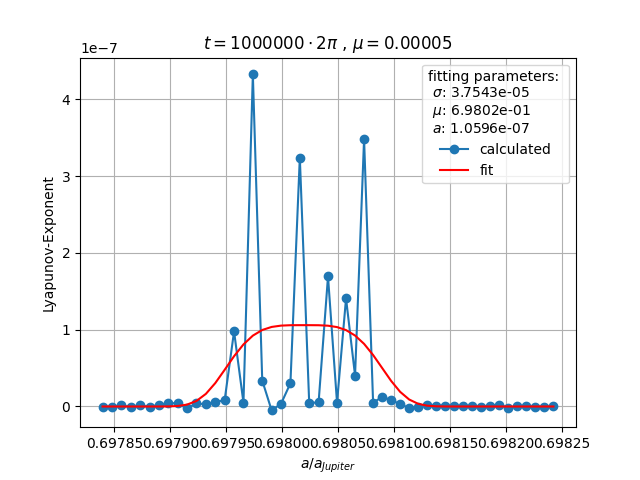 t = 1000000 · 2π , μ = 0.00005
1e−7
fitting parameters:
σ: 3.7543e-05
μ: 6.9802e-01
a: 1.0596e-07
calculated
fit
4
3
2
1
0
Lyapunov-Exponent
0.69785 0.69790 0.69795 0.69800 0.69805 0.69810 0.69815 0.69820 0.69825
a/a_Jupiter